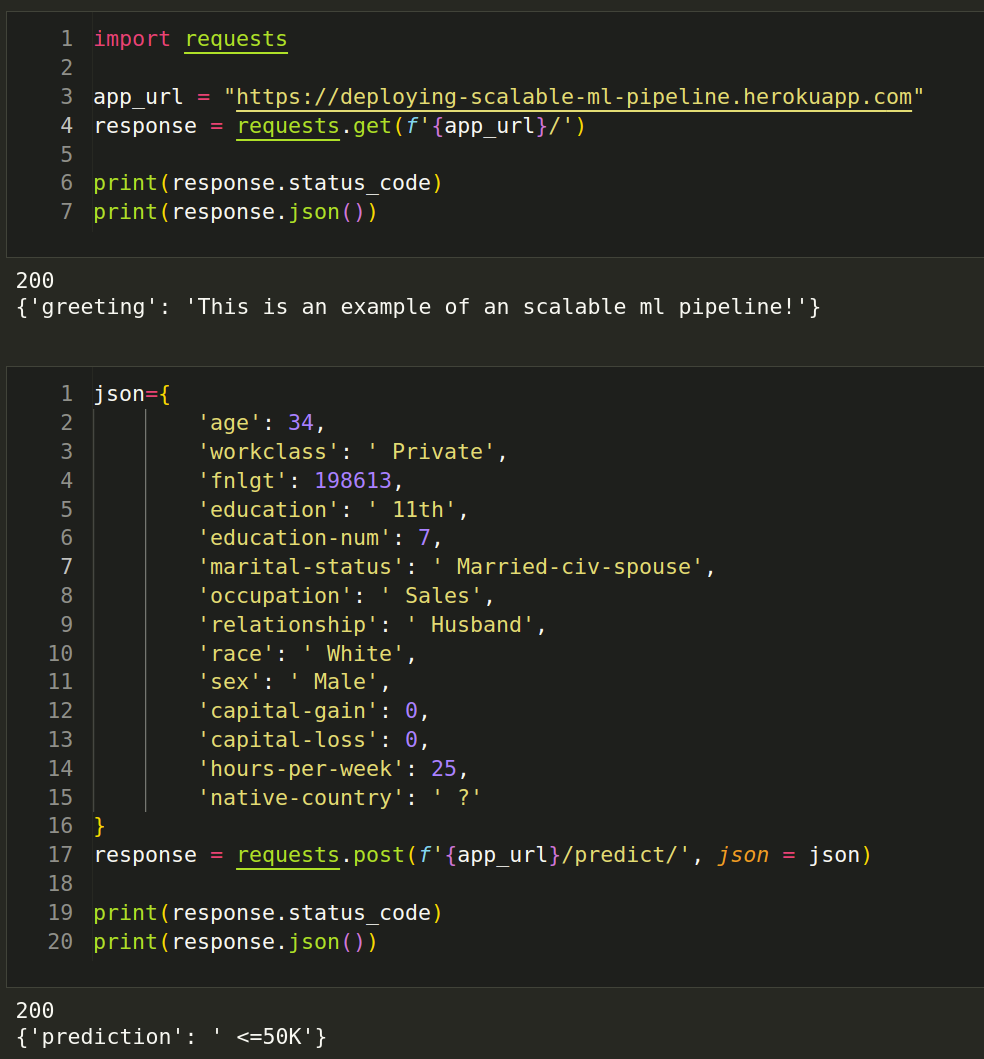 1 import requests
2
3 app_url = "https://deploying-scalable-ml-pipeline.herokuapp.com"
4 response = requests.get(f'{app_url}/')
5
6 print(response.status_code)
7 print(response.json())
200
{'greeting': 'This is an example of an scalable ml pipeline!'}
1 json={
2         'age': 34,
3         'workclass': ' Private',
4         'fnlgt': 198613,
5         'education': ' 11th',
6         'education-num': 7,
7         'marital-status': ' Married-civ-spouse',
8         'occupation': ' Sales',
9         'relationship': ' Husband',
10         'race': ' White',
11         'sex': ' Male',
12         'capital-gain': 0,
13         'capital-loss': 0,
14         'hours-per-week': 25,
15         'native-country': ' ?'
16 }
17 response = requests.post(f'{app_url}/predict/', json = json)
18
19 print(response.status_code)
20 print(response.json())
200
{'prediction': ' <=50K'}